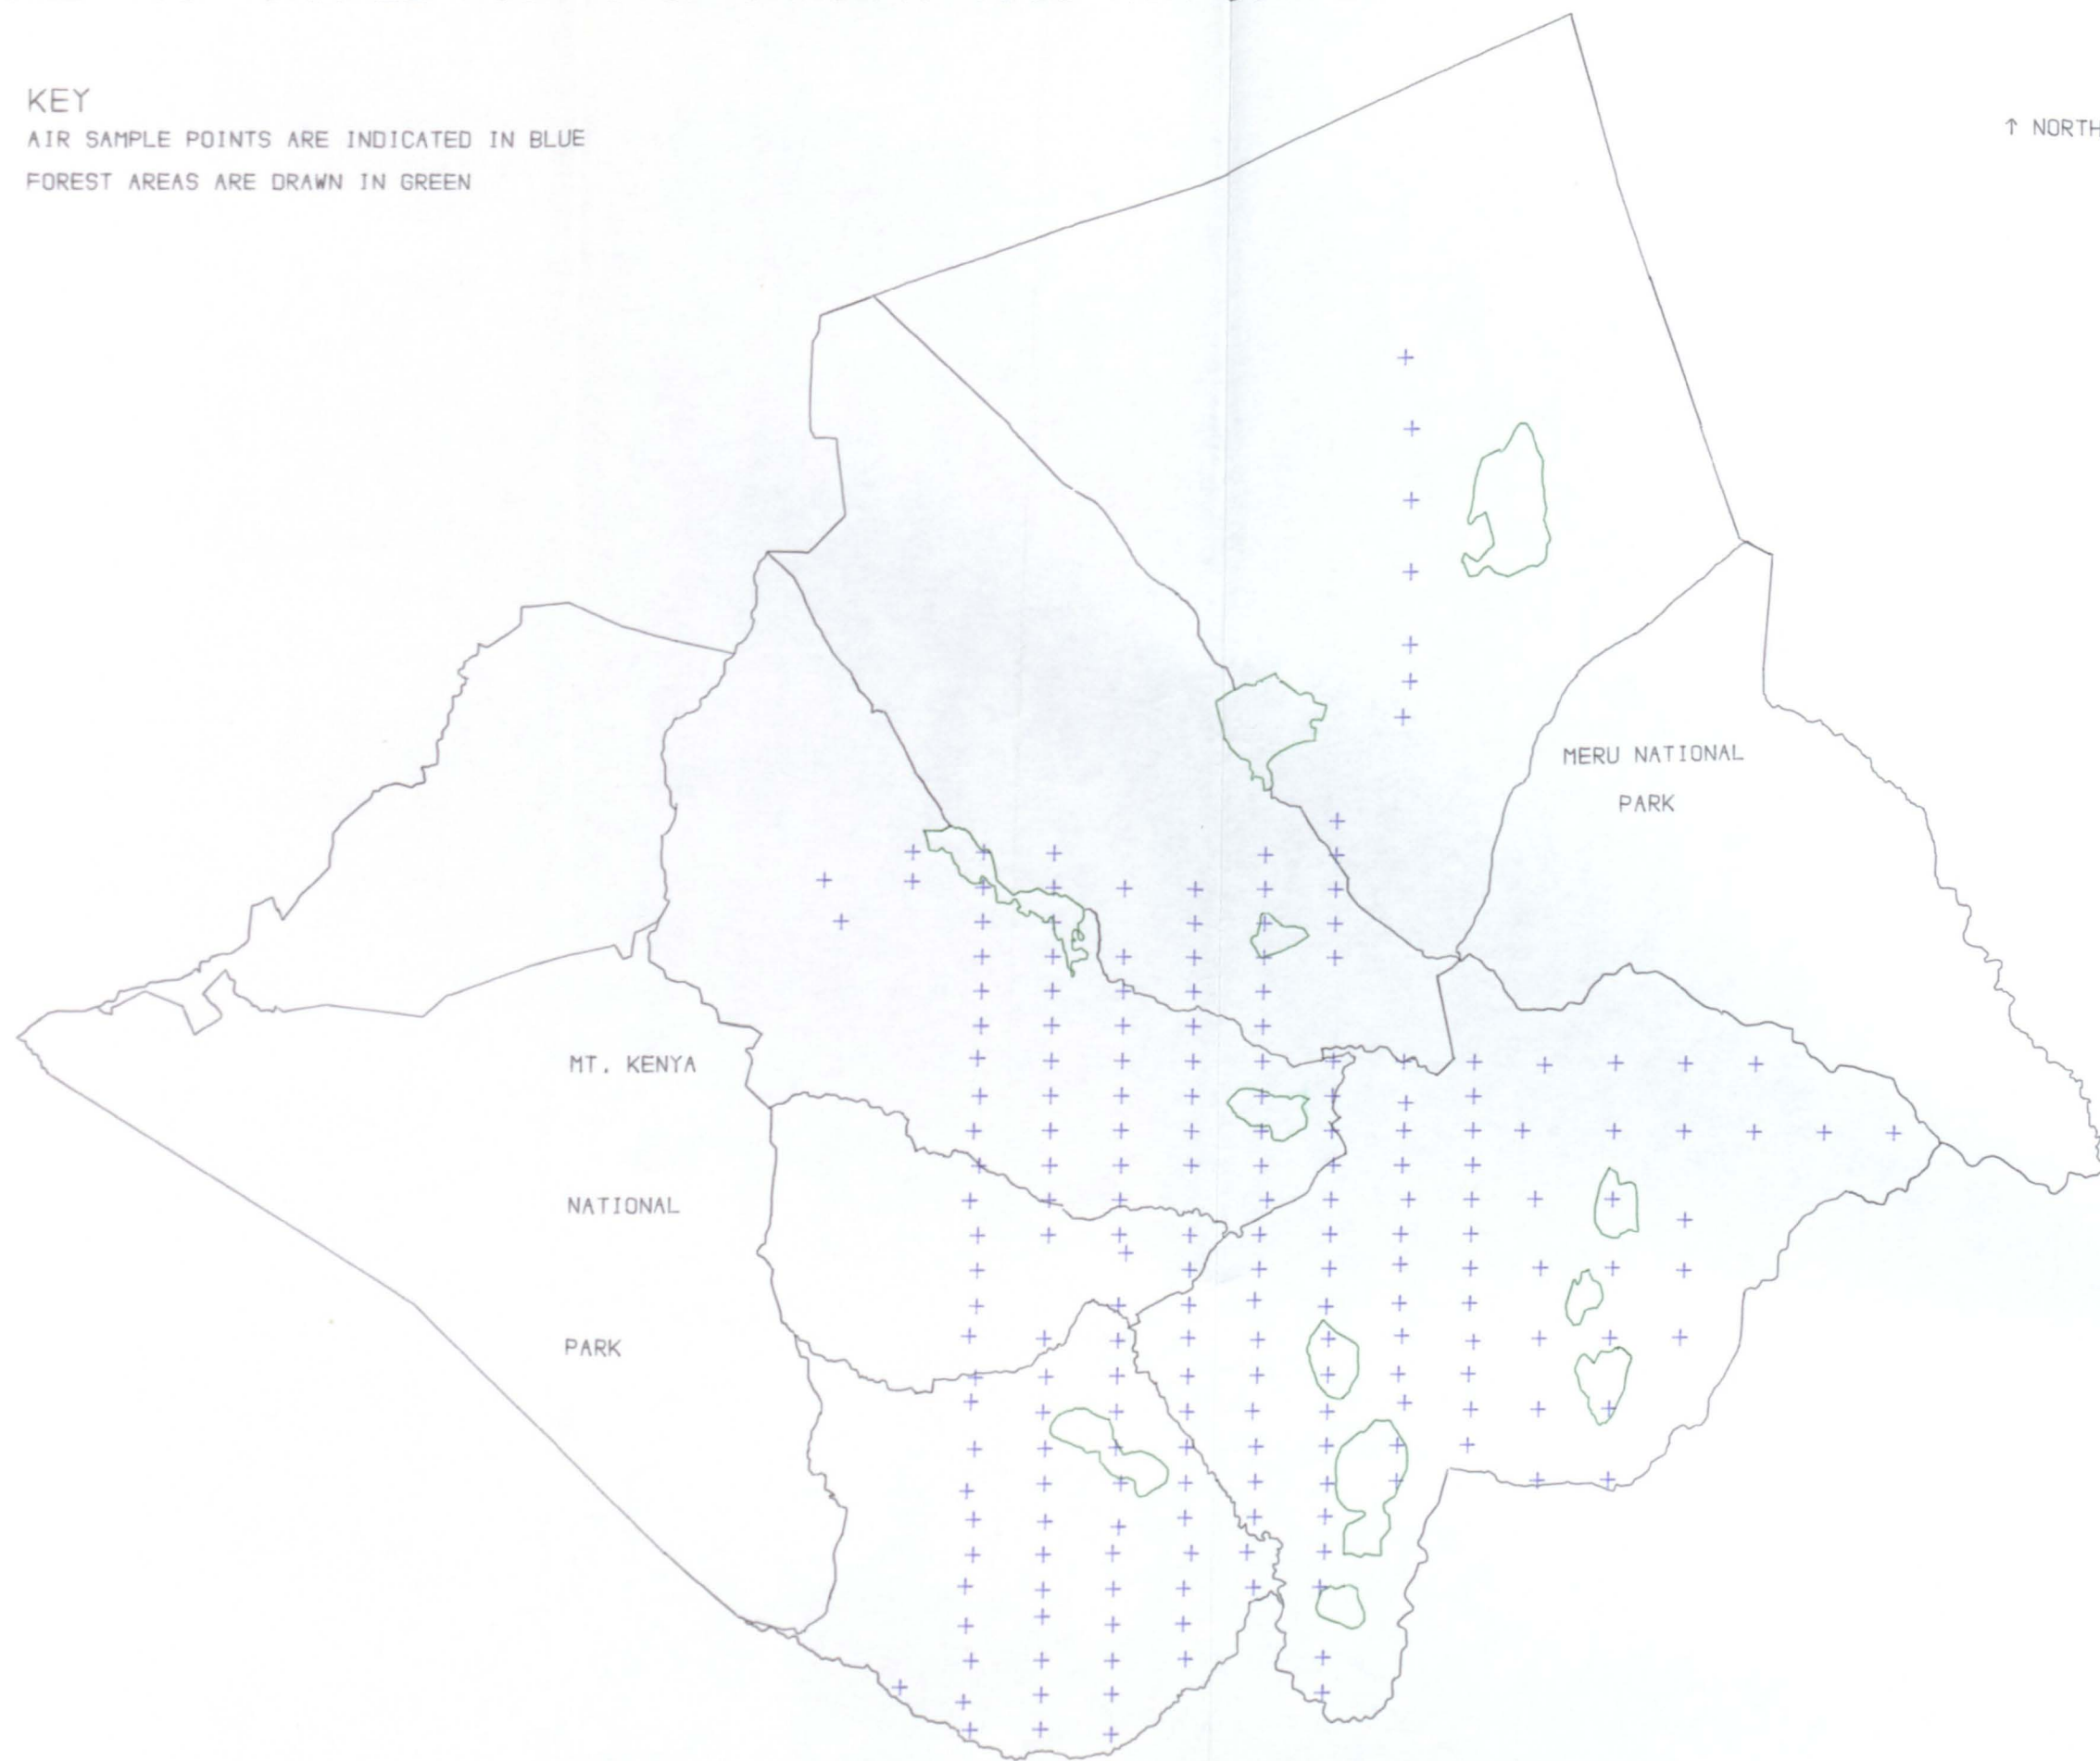 KEY
AIR SAMPLE POINTS ARE INDICATED IN BLUE
FOREST AREAS ARE DRAWN IN GREEN
↑ NORTH
MERU NATIONAL
PARK
MT. KENYA
NATIONAL
PARK